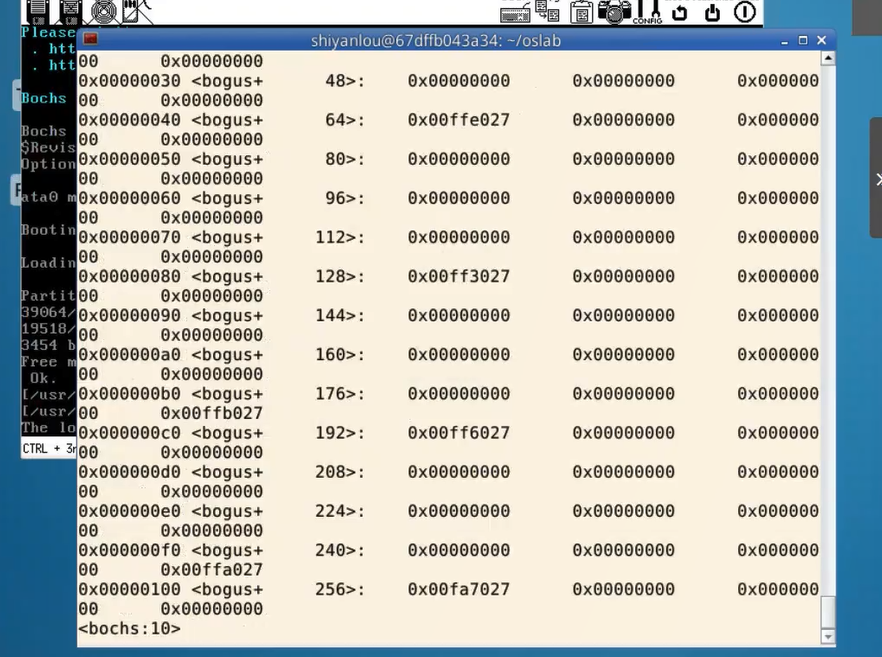 CONFIG
shiyanlou@67dffb043a34: ~/oslab
Please
. htt
. htt
Bochs
Bochs
$Revis
Option
ata0 m
Bootin
Loadin
Partit
39064/
19518/
3454 b
Free m
Ok.
[/usr/
[/usr/
The lo
CTRL + 3r
00 0x00000000
0x00000030 <bogus+ 48>: 0x00000000 0x00000000 0x000000
00 0x00000000
0x00000040 <bogus+ 64>: 0x00ffe027 0x00000000 0x000000
00 0x00000000
0x00000050 <bogus+ 80>: 0x00000000 0x00000000 0x000000
00 0x00000000
0x00000060 <bogus+ 96>: 0x00000000 0x00000000 0x000000
00 0x00000000
0x00000070 <bogus+ 112>: 0x00000000 0x00000000 0x000000
00 0x00000000
0x00000080 <bogus+ 128>: 0x00ff3027 0x00000000 0x000000
00 0x00000000
0x00000090 <bogus+ 144>: 0x00000000 0x00000000 0x000000
00 0x00000000
0x000000a0 <bogus+ 160>: 0x00000000 0x00000000 0x000000
00 0x00000000
0x000000b0 <bogus+ 176>: 0x00000000 0x00000000 0x000000
00 0x00ffb027
0x000000c0 <bogus+ 192>: 0x00ff6027 0x00000000 0x000000
00 0x00000000
0x000000d0 <bogus+ 208>: 0x00000000 0x00000000 0x000000
00 0x00000000
0x000000e0 <bogus+ 224>: 0x00000000 0x00000000 0x000000
00 0x00000000
0x000000f0 <bogus+ 240>: 0x00000000 0x00000000 0x000000
00 0x00ffa027
0x00000100 <bogus+ 256>: 0x00fa7027 0x00000000 0x000000
00 0x00000000
<bochs:10>